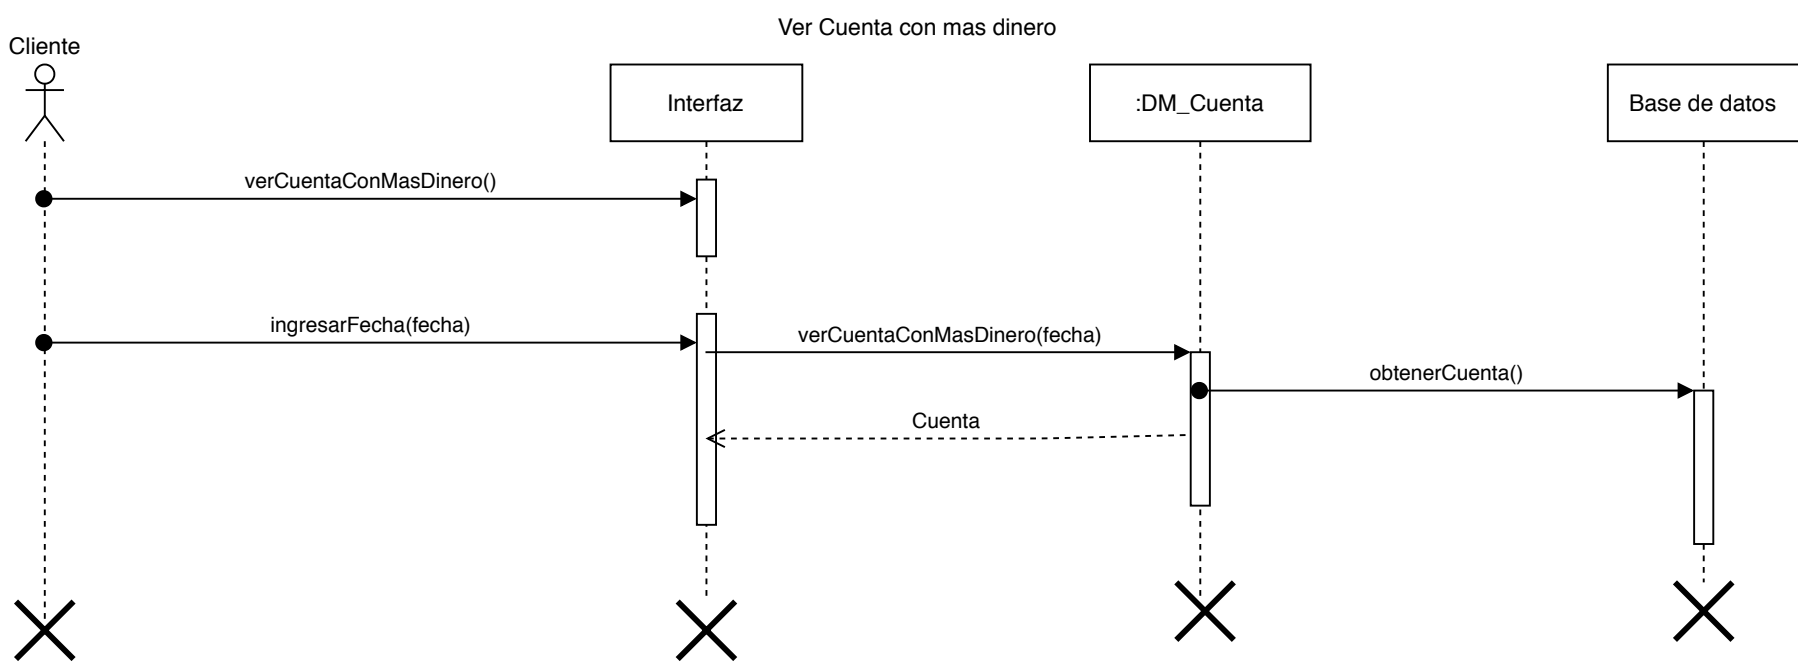 Ver Cuenta con mas dinero
Cliente
Interfaz
:DM_Cuenta
Base de datos
verCuentaConMasDinero()
ingresarFecha(fecha)
verCuentaConMasDinero(fecha)
obtenerCuenta()
Cuenta